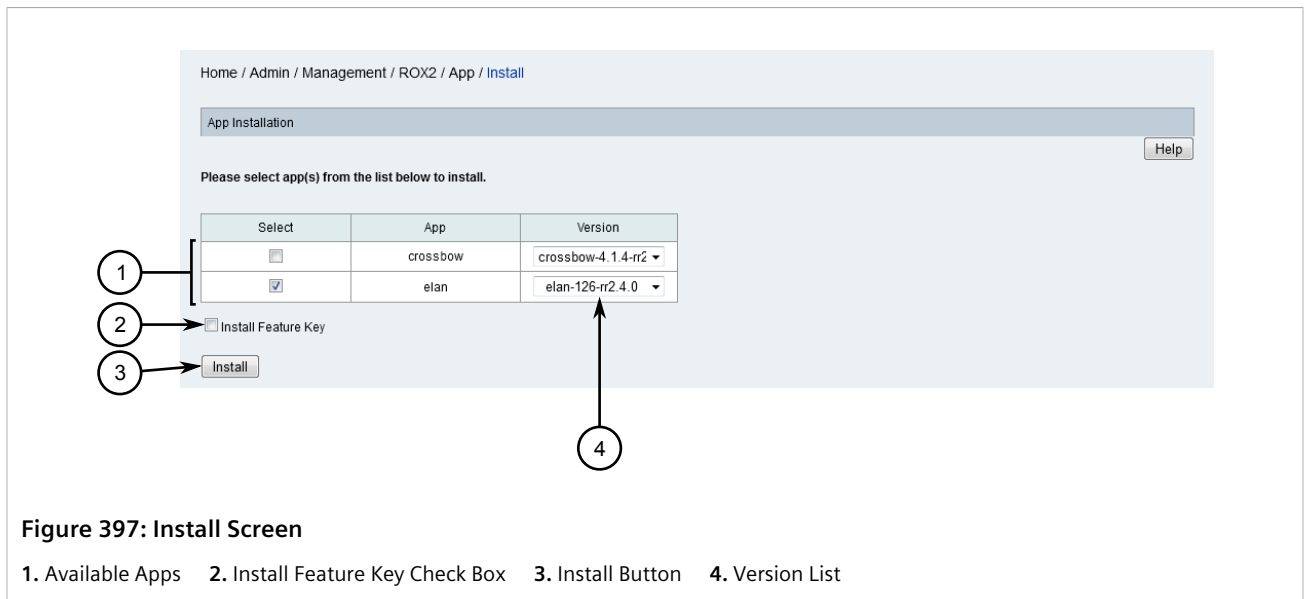 Home / Admin / Management / ROX2 / App / Install
App Installation
Help
Please select app(s) from the list below to install.
Select App Version
crossbow crossbow-4.1.4-rr2
elan elan-126-rr2.4.0
1
2
Install Feature Key
3
Install
4
Figure 397: Install Screen
1. Available Apps 2. Install Feature Key Check Box 3. Install Button 4. Version List